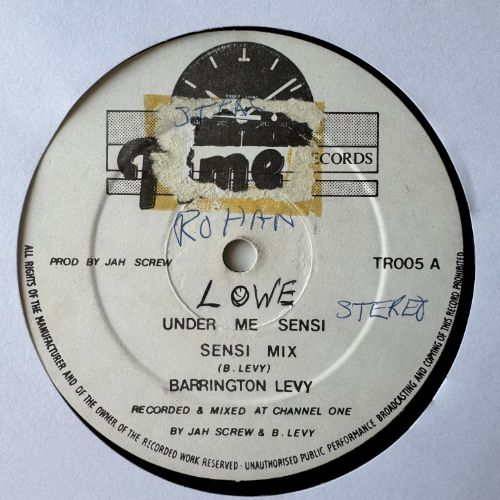 STEAS
Time RECORDS
ROHAN
PROD BY JAH SCREW
TR005 A
LOWE
UNDER ME SENSI
STEREO
SENSI MIX
(B. LEVY)
BARRINGTON LEVY
RECORDED & MIXED AT CHANNEL ONE
BY JAH SCREW & B. LEVY
ALL RIGHTS OF THE MANUFACTURER AND OF THE OWNER OF THE RECORDED WORK RESERVED - UNAUTHORISED PUBLIC PERFORMANCE BROADCASTING AND COPYING OF THIS RECORD PROHIBITED